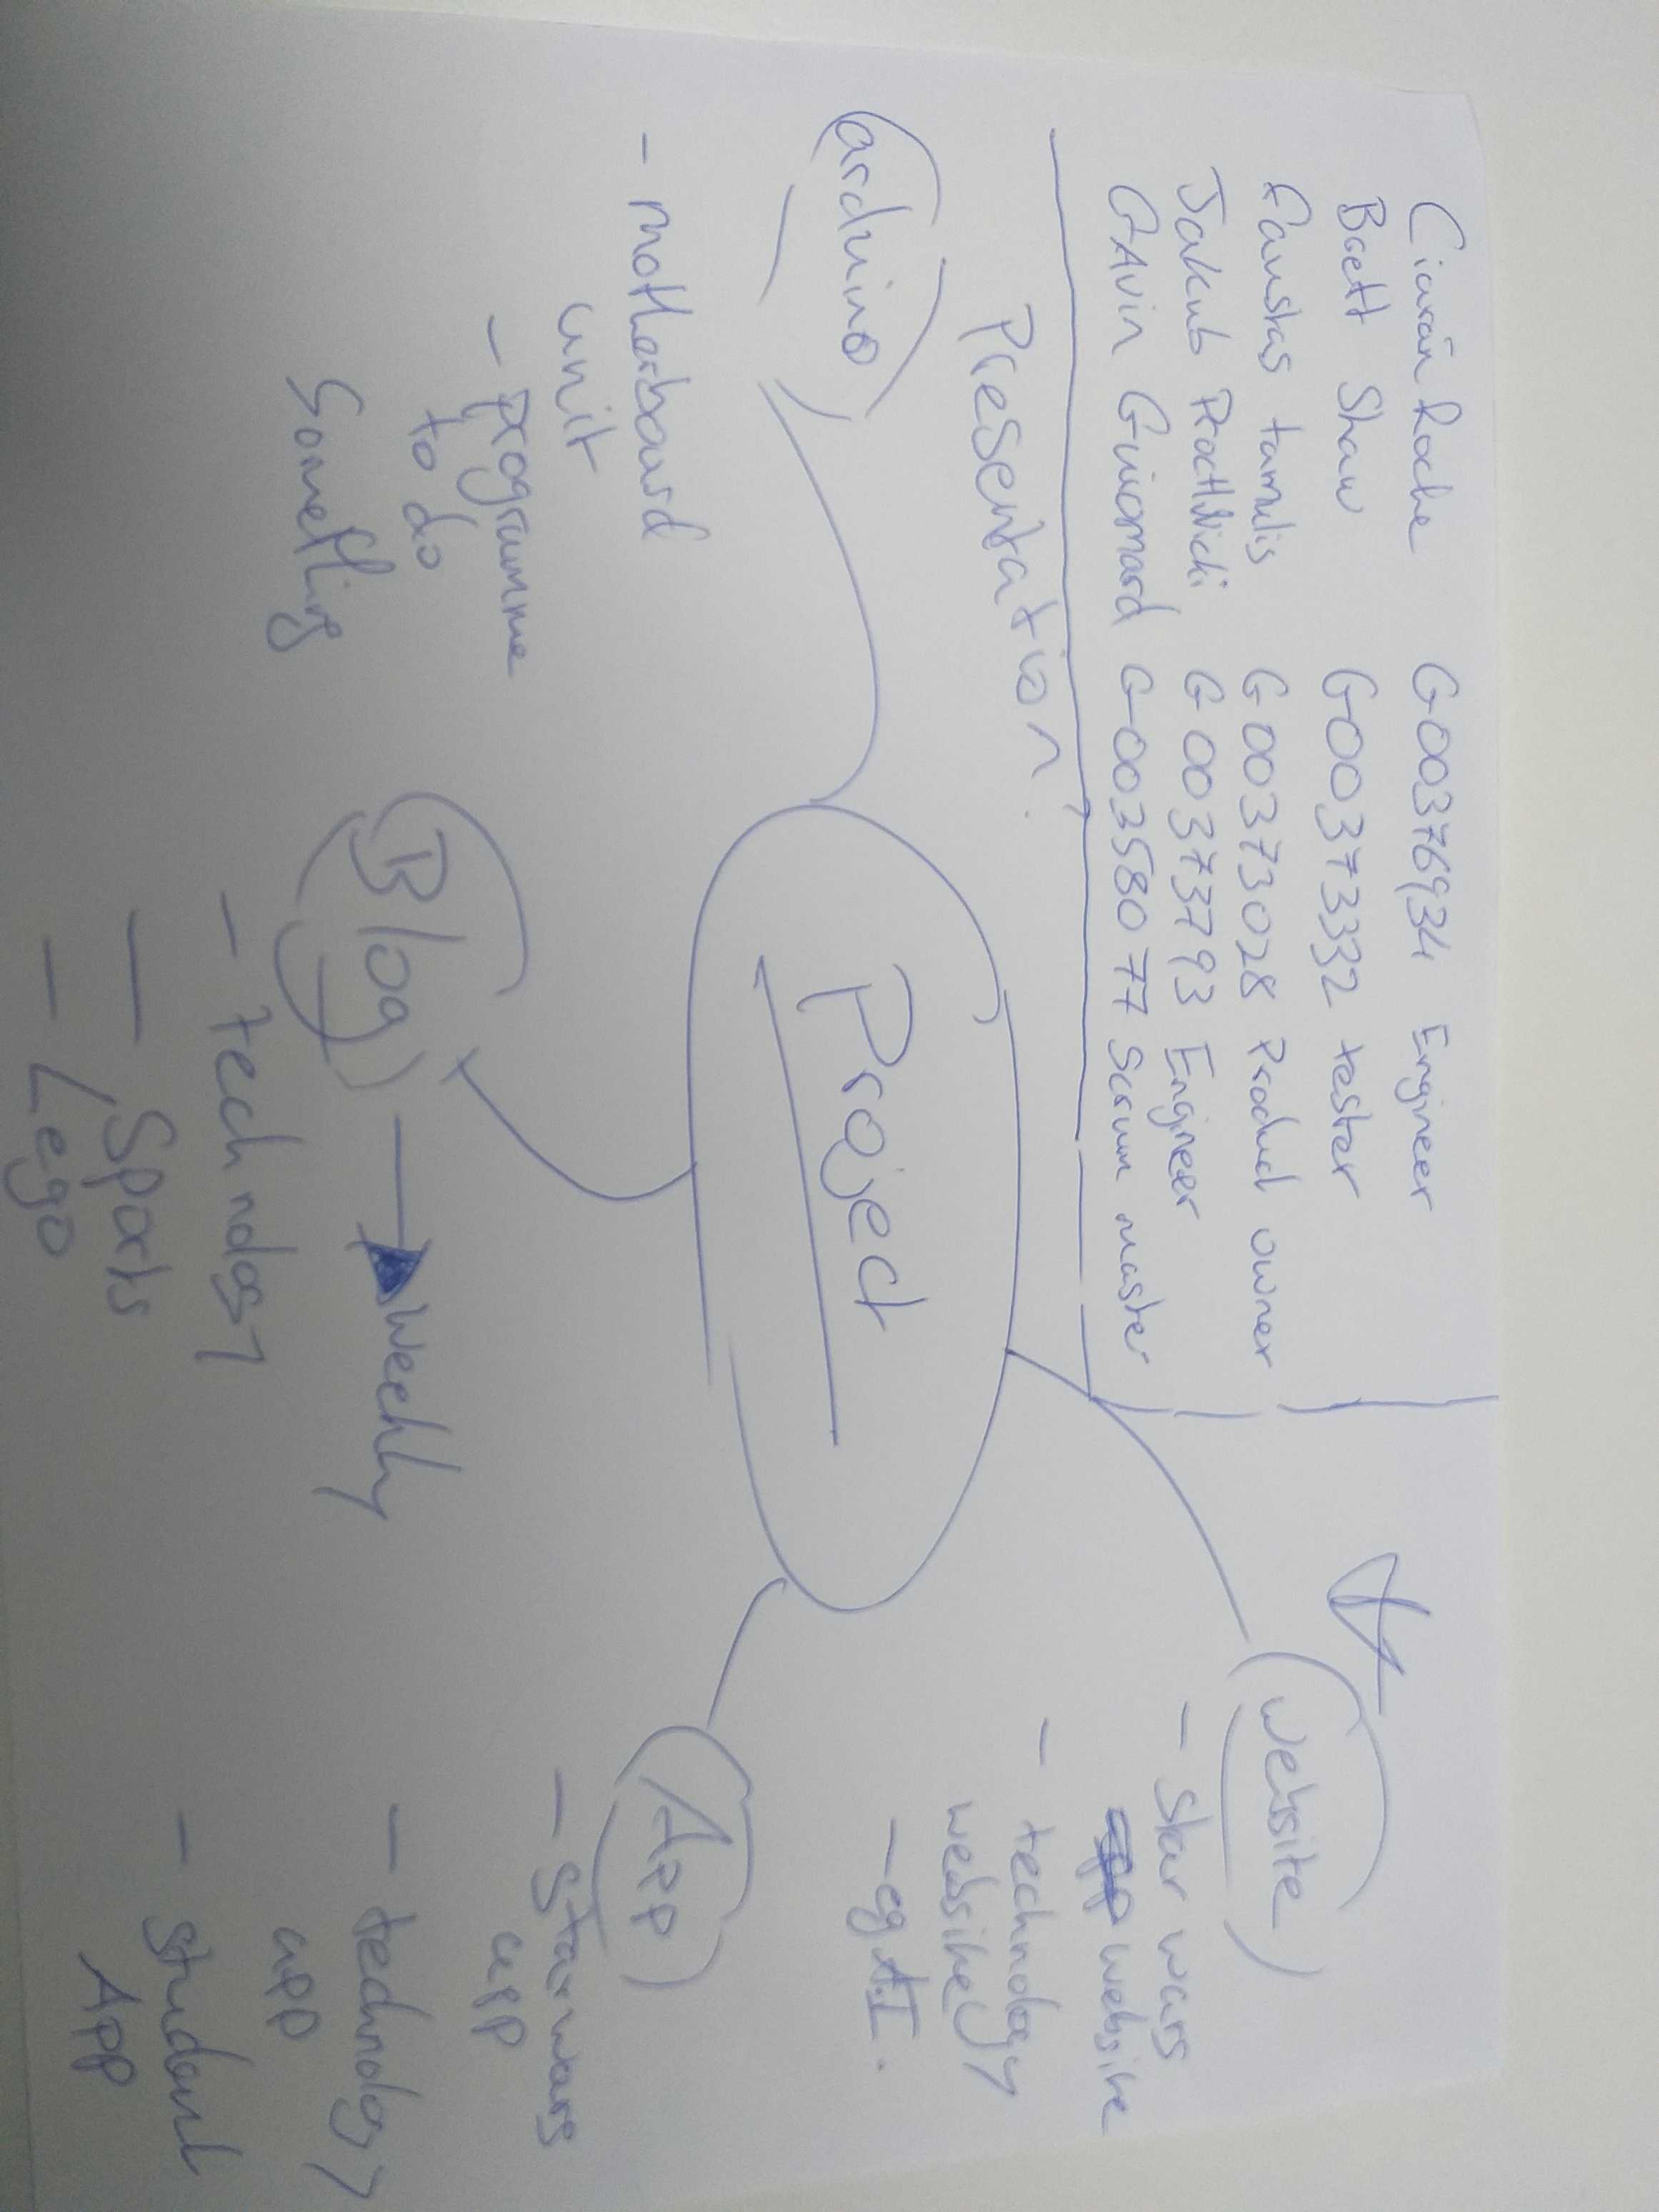 Ciarán Roche G00376934 Engineer
Brett Shaw G00373332 tester
Faustas tamulis G00373028 Product owner
Jakub G00373793 Engineer
GAvin Guiomard G00358077 Scrum master
Presentation.
website
- Star wars
website
- technology
website
- eg AI.
arduino
- motherboard
unit
- programme
to do
Something
Project
App
- Star wars
app
- technology
app
- student
App
Blog → weekly
- technology
- Sports
- Lego